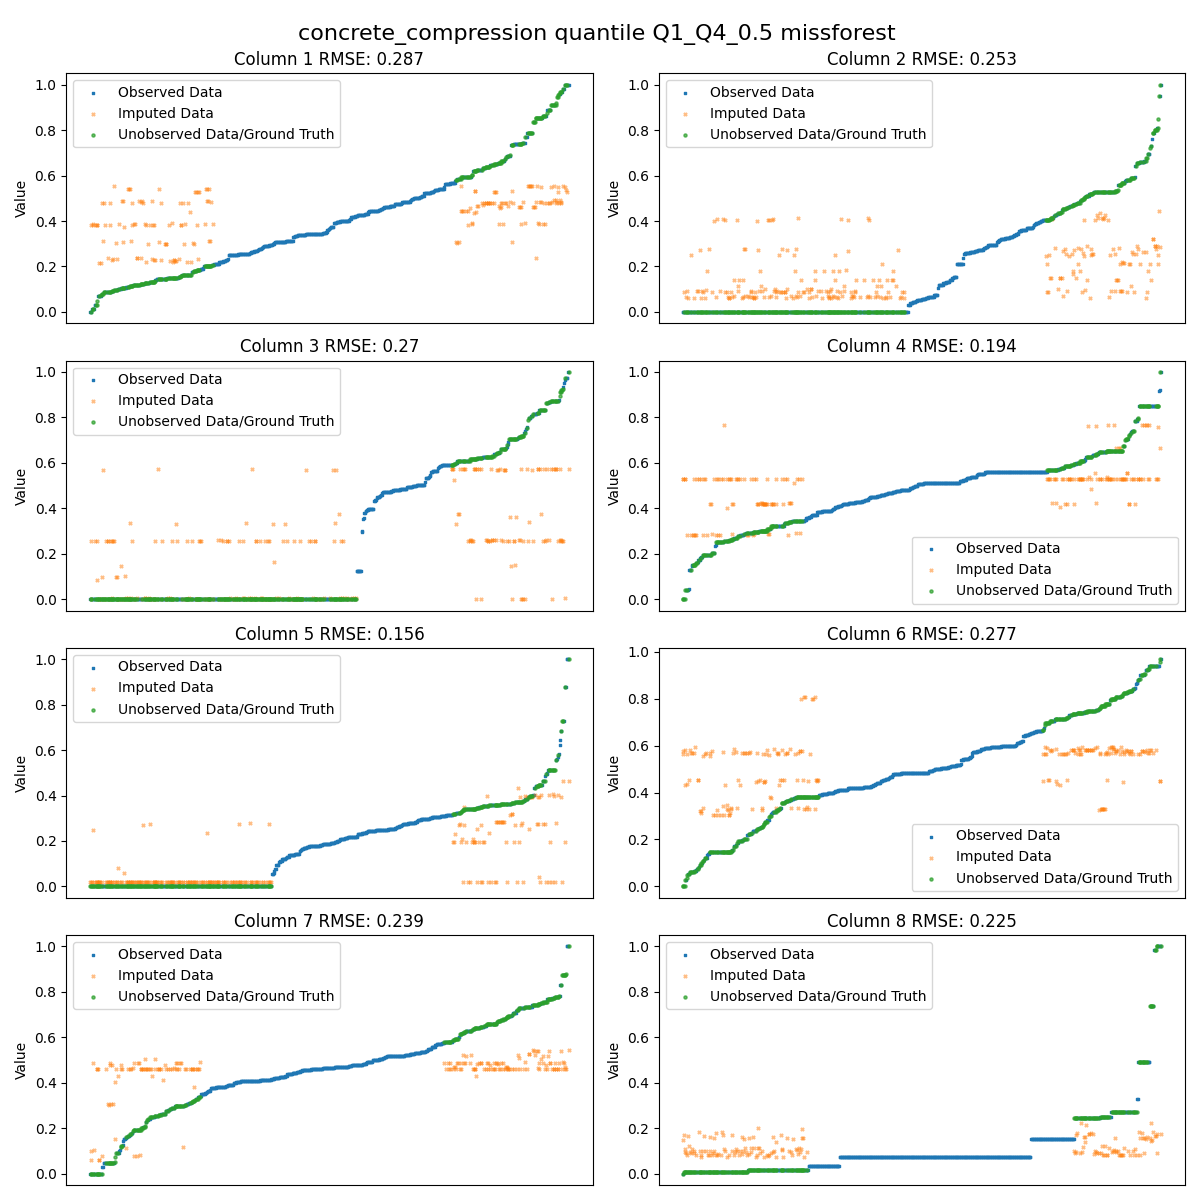 concrete_compression quantile Q1_Q4_0.5 missforest
Column 1 RMSE: 0.287
Value
1.0
0.8
0.6
0.4
0.2
0.0
Observed Data
Imputed Data
Unobserved Data/Ground Truth
Column 2 RMSE: 0.253
Value
1.0
0.8
0.6
0.4
0.2
0.0
Observed Data
Imputed Data
Unobserved Data/Ground Truth
Column 3 RMSE: 0.27
Value
1.0
0.8
0.6
0.4
0.2
0.0
Observed Data
Imputed Data
Unobserved Data/Ground Truth
Column 4 RMSE: 0.194
Value
1.0
0.8
0.6
0.4
0.2
0.0
Observed Data
Imputed Data
Unobserved Data/Ground Truth
Column 5 RMSE: 0.156
Value
1.0
0.8
0.6
0.4
0.2
0.0
Observed Data
Imputed Data
Unobserved Data/Ground Truth
Column 6 RMSE: 0.277
Value
1.0
0.8
0.6
0.4
0.2
0.0
Observed Data
Imputed Data
Unobserved Data/Ground Truth
Column 7 RMSE: 0.239
Value
1.0
0.8
0.6
0.4
0.2
0.0
Observed Data
Imputed Data
Unobserved Data/Ground Truth
Column 8 RMSE: 0.225
Value
1.0
0.8
0.6
0.4
0.2
0.0
Observed Data
Imputed Data
Unobserved Data/Ground Truth